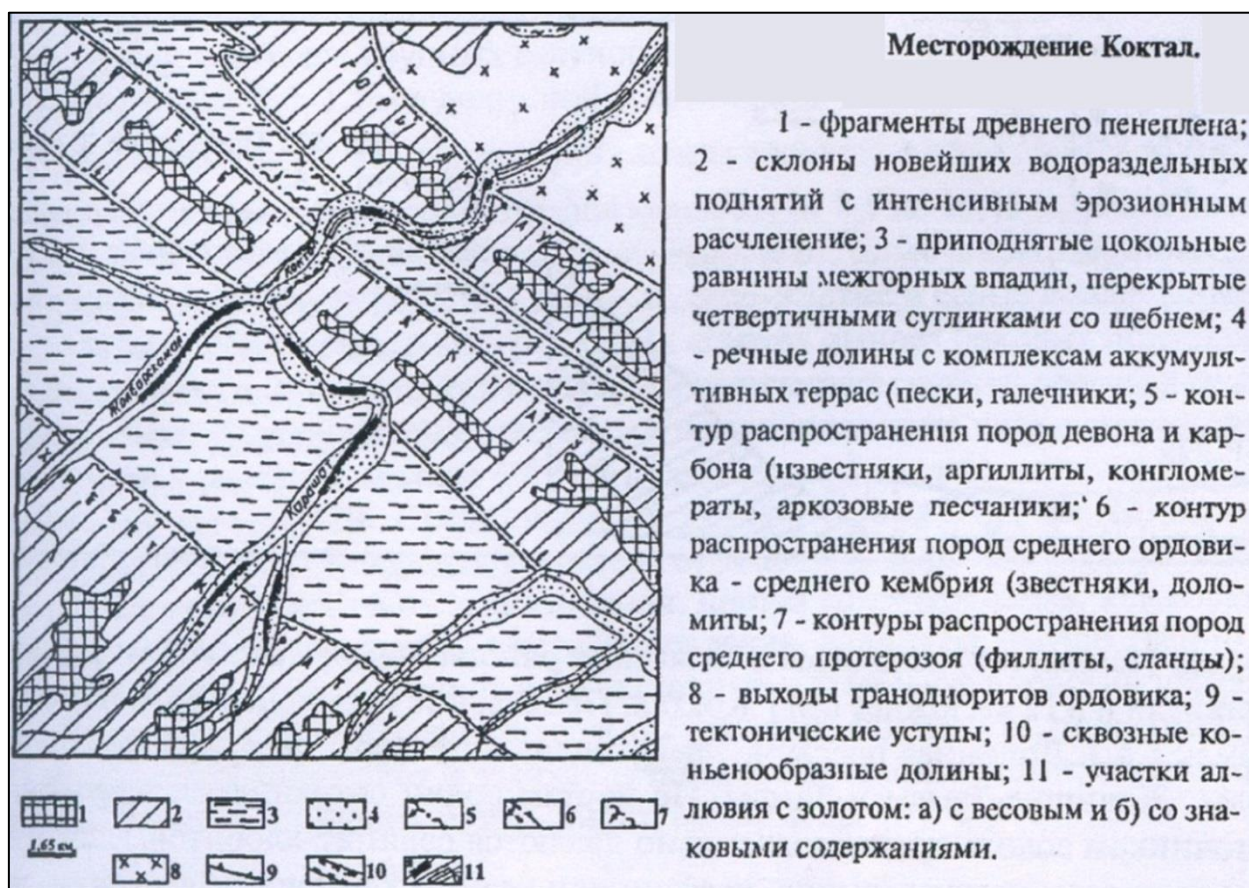 Месторождение Коктал.
1 - фрагменты древнего пенеплена;
2 - склоны новейших водораздельных
поднятий с интенсивным эрозионным
расчленение; 3 - приподнятые цокольные
равнины межгорных впадин, перекрытые
четвертичными суглинками со щебнем; 4
- речные долины с комплексам аккумуля-
тивных террас (пески, галечники; 5 - кон-
тур распространения пород девона и кар-
бона (известняки, аргиллиты, конгломе-
раты, аркозовые песчаники; 6 - контур
распространения пород среднего ордови-
ка - среднего кембрия (звестняки, доло-
миты; 7 - контуры распространения пород
среднего протерозоя (филлиты, сланцы);
8 - выходы гранодиоритов ордовика; 9 -
тектонические уступы; 10 - сквозные ко-
ньенообразные долины; 11 - участки ал-
лювия с золотом: а) с весовым и б) со зна-
ковыми содержаниями.
ХРЕБЕТ
ХРЕБЕТ
1 2 3 4 5 6 7
1,65 км
8 9 10 11